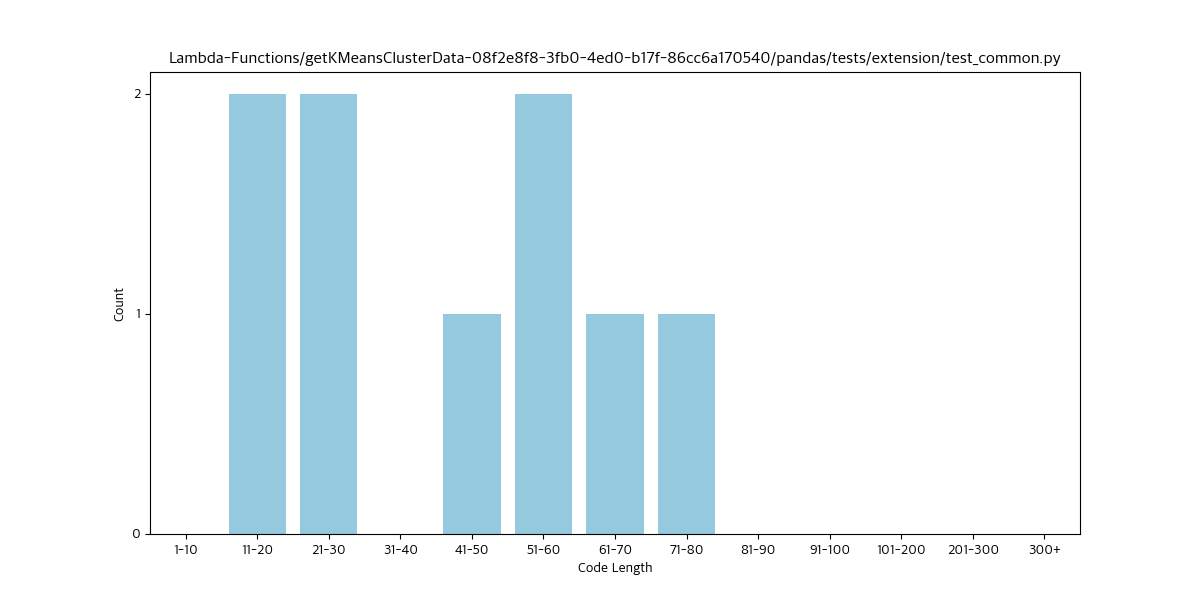 Lambda-Functions/getKMeansClusterData-08f2e8f8-3fb0-4ed0-b17f-86cc6a170540/pandas/tests/extension/test_common.py
2
1
0
Count
1-10 11-20 21-30 31-40 41-50 51-60 61-70 71-80 81-90 91-100 101-200 201-300 300+
Code Length